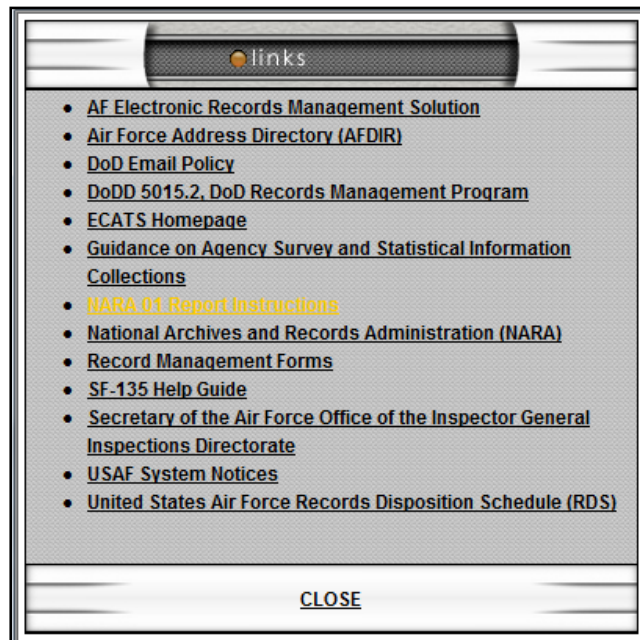 links
AF Electronic Records Management Solution
Air Force Address Directory (AFDIR)
DoD Email Policy
DoDD 5015.2, DoD Records Management Program
ECATS Homepage
Guidance on Agency Survey and Statistical Information
Collections
NARA 01 Report Instructions
National Archives and Records Administration (NARA)
Record Management Forms
SF-135 Help Guide
Secretary of the Air Force Office of the Inspector General
Inspections Directorate
USAF System Notices
United States Air Force Records Disposition Schedule (RDS)
CLOSE